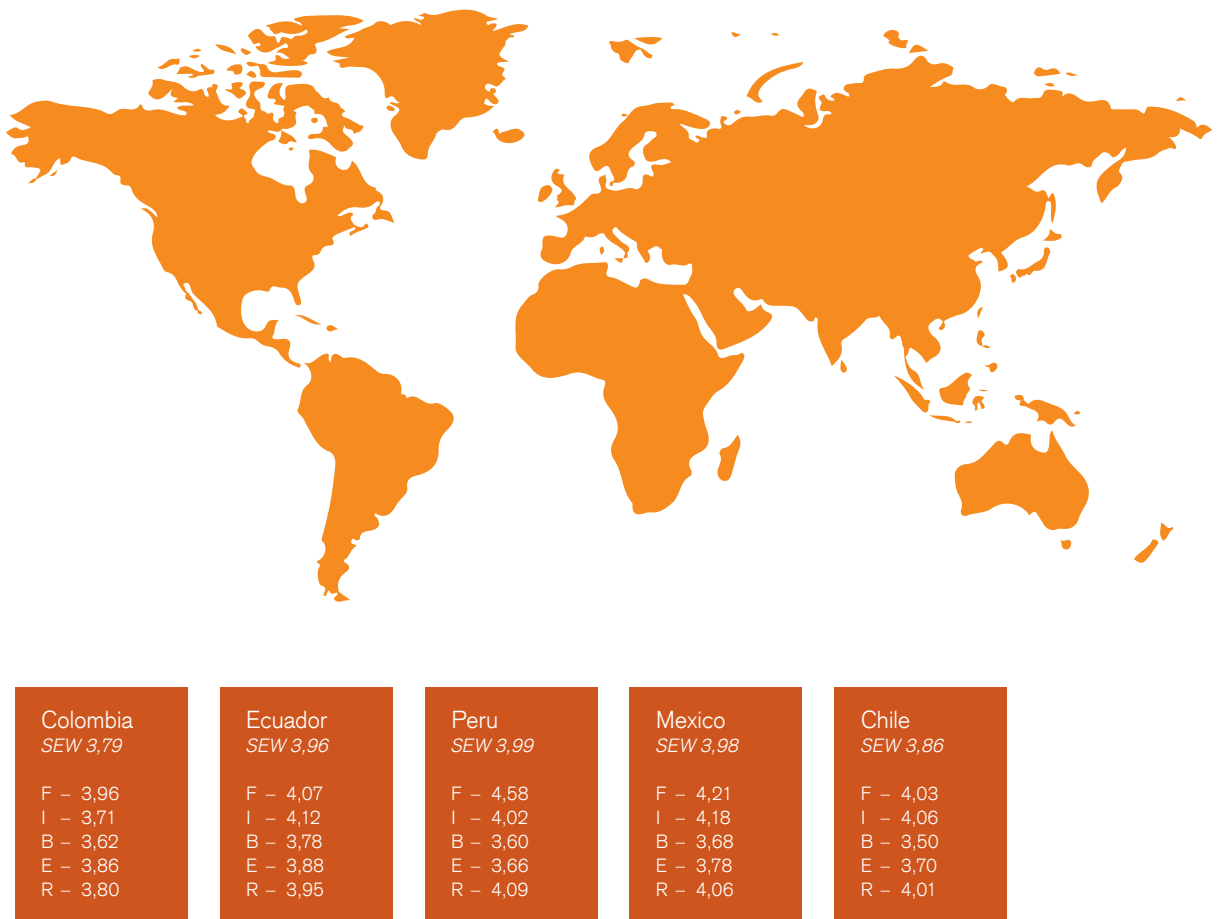 Colombia
SEW 3,79
F – 3,96
I – 3,71
B – 3,62
E – 3,86
R – 3,80
Ecuador
SEW 3,96
F – 4,07
I – 4,12
B – 3,78
E – 3,88
R – 3,95
Peru
SEW 3,99
F – 4,58
I – 4,02
B – 3,60
E – 3,66
R – 4,09
Mexico
SEW 3,98
F – 4,21
I – 4,18
B – 3,68
E – 3,78
R – 4,06
Chile
SEW 3,86
F – 4,03
I – 4,06
B – 3,50
E – 3,70
R – 4,01